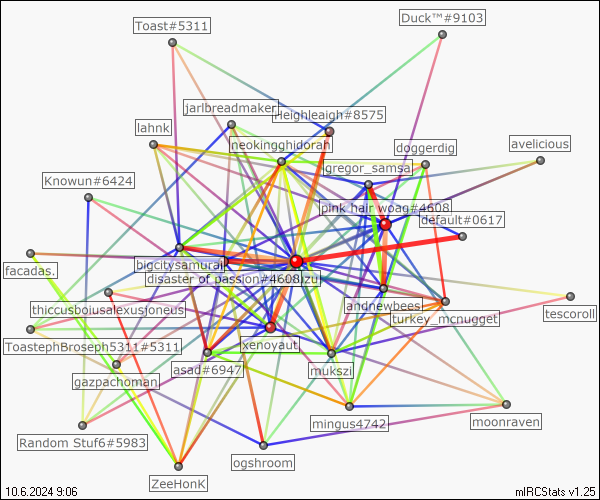 Duck™#9103
Toast#5311
jarlbreadmaker
Heighleaigh#8575
lahnk
neokingghidorah
avelicious
doggerdig
gregor_samsa
Knowun#6424
pink hair woag#4608
default#0617
bigcitysamurai
facadas.
disaster of passion#4608
izu
thiccusboiusalexusjoneus
andnewbees
tescoroll
turkey_mcnugget
ToastephBroseph5311#5311
xenoyaut
asad#6947
mukszi
gazpachoman
mingus4742
moonraven
Random Stuf6#5983
ogshroom
ZeeHonK
10.6.2024 9:06
mIRCStats v1.25